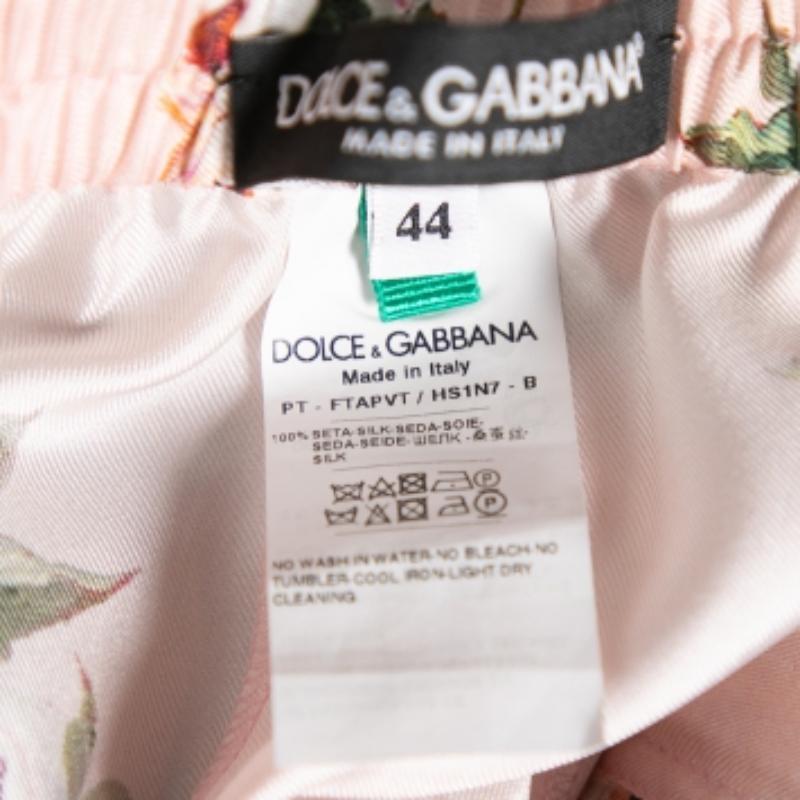 DOLCE & GABBANA
MADE IN ITALY
44
DOLCE & GABBANA
Made in Italy
PT - FTAPVT / HS1N7 - B
100% SETA-SILK-SEDA-SOIE-
SEDA-SEIDE-ШЕЛК-桑蚕丝-
SILK
NO WASH IN WATER-NO BLEACH-NO
TUMBLER-COOL IRON-LIGHT DRY
CLEANING